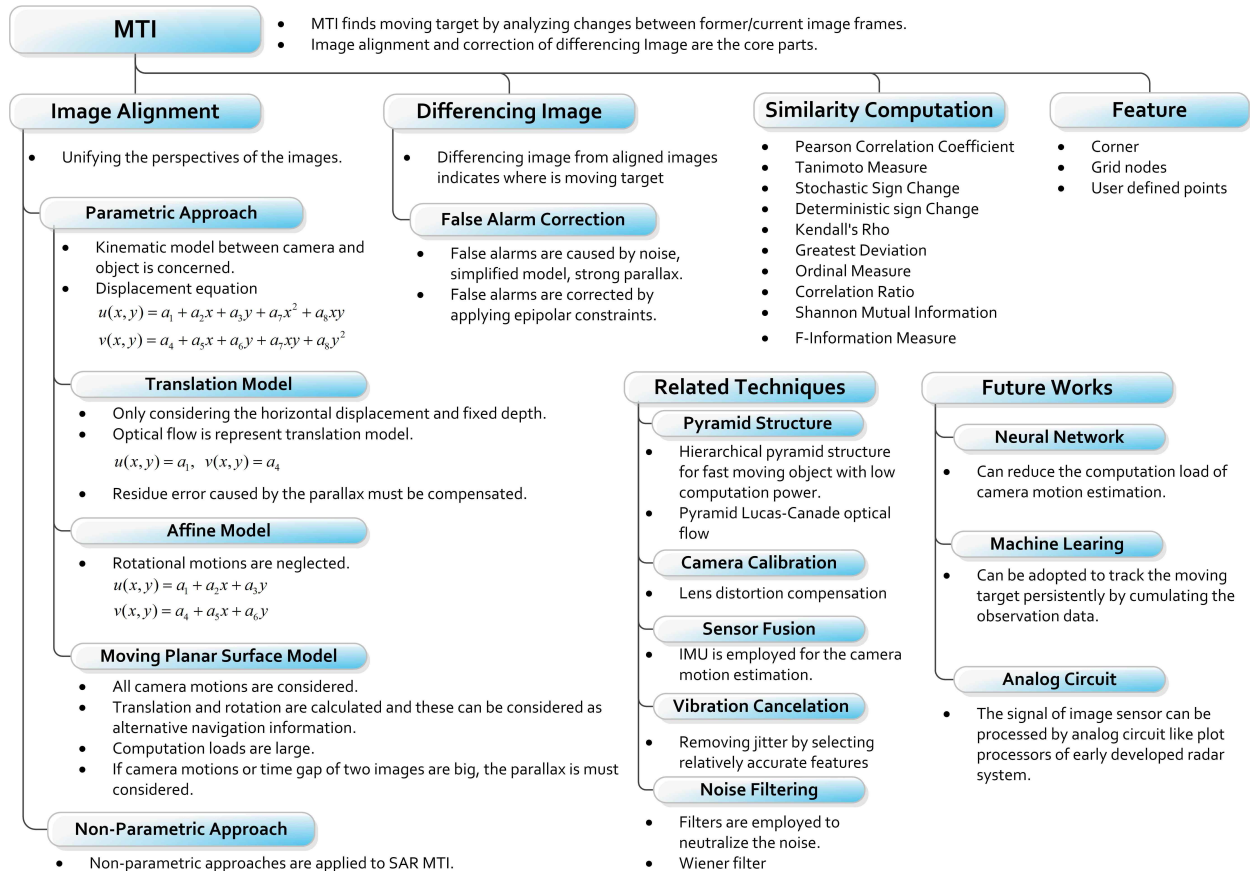 MTI
• MTI finds moving target by analyzing changes between former/current image frames.
• Image alignment and correction of differencing Image are the core parts.
Image Alignment
• Unifying the perspectives of the images.
Parametric Approach
• Kinematic model between camera and
object is concerned.
• Displacement equation
u(x, y) = a₁ + a₂x + a₃y + a₇x² + a₈xy
v(x, y) = a₄ + a₅x + a₆y + a₇xy + a₈y²
Translation Model
• Only considering the horizontal displacement and fixed depth.
• Optical flow is represent translation model.
u(x, y) = a₁, v(x, y) = a₄
• Residue error caused by the parallax must be compensated.
Affine Model
• Rotational motions are neglected.
u(x, y) = a₁ + a₂x + a₃y
v(x, y) = a₄ + a₅x + a₆y
Moving Planar Surface Model
• All camera motions are considered.
• Translation and rotation are calculated and these can be considered as
alternative navigation information.
• Computation loads are large.
• If camera motions or time gap of two images are big, the parallax is must
considered.
Non-Parametric Approach
• Non-parametric approaches are applied to SAR MTI.
Differencing Image
• Differencing image from aligned images
indicates where is moving target
False Alarm Correction
• False alarms are caused by noise,
simplified model, strong parallax.
• False alarms are corrected by
applying epipolar constraints.
Similarity Computation
• Pearson Correlation Coefficient
• Tanimoto Measure
• Stochastic Sign Change
• Deterministic sign Change
• Kendall's Rho
• Greatest Deviation
• Ordinal Measure
• Correlation Ratio
• Shannon Mutual Information
• F-Information Measure
Feature
• Corner
• Grid nodes
• User defined points
Related Techniques
Pyramid Structure
• Hierarchical pyramid structure
for fast moving object with low
computation power.
• Pyramid Lucas-Canade optical
flow
Camera Calibration
• Lens distortion compensation
Sensor Fusion
• IMU is employed for the camera
motion estimation.
Vibration Cancelation
• Removing jitter by selecting
relatively accurate features
Noise Filtering
• Filters are employed to
neutralize the noise.
• Wiener filter
Future Works
Neural Network
• Can reduce the computation load of
camera motion estimation.
Machine Learing
• Can be adopted to track the moving
target persistently by cumulating the
observation data.
Analog Circuit
• The signal of image sensor can be
processed by analog circuit like plot
processors of early developed radar
system.